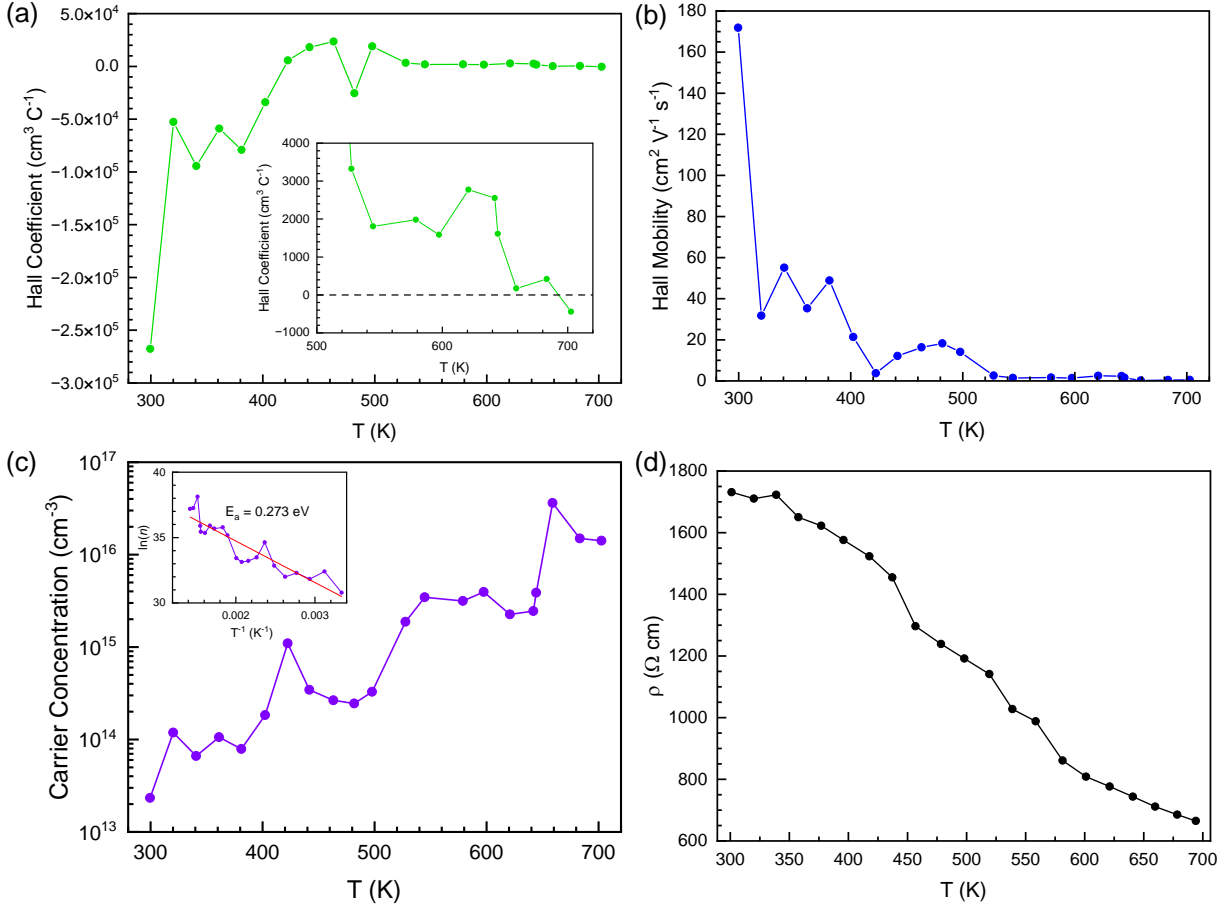 (a)
5.0×10⁴
0.0
−5.0×10⁴
−1.0×10⁵
−1.5×10⁵
−2.0×10⁵
−2.5×10⁵
−3.0×10⁵
Hall Coefficient (cm³ C⁻¹)
300 400 500 600 700
T (K)
4000
3000
2000
1000
0
−1000
Hall Coefficient (cm³ C⁻¹)
500 600 700
T (K)
(b)
180
160
140
120
100
80
60
40
20
0
Hall Mobility (cm² V⁻¹ s⁻¹)
300 400 500 600 700
T (K)
(c)
10¹⁷
10¹⁶
10¹⁵
10¹⁴
10¹³
Carrier Concentration (cm⁻³)
300 400 500 600 700
T (K)
40
35
30
ln(n)
Eₐ = 0.273 eV
0.002 0.003
T⁻¹ (K⁻¹)
(d)
1800
1600
1400
1200
1000
800
600
ρ (Ω cm)
300 350 400 450 500 550 600 650 700
T (K)